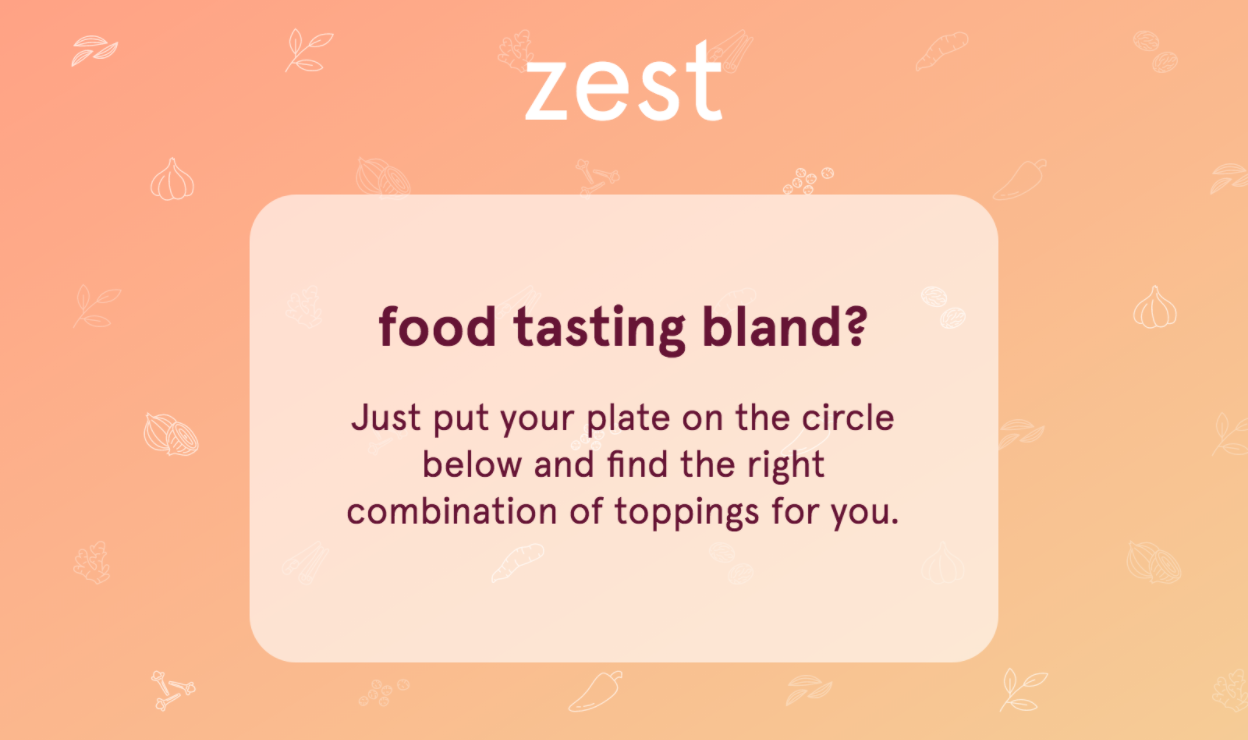 zest
food tasting bland?
Just put your plate on the circle
below and find the right
combination of toppings for you.